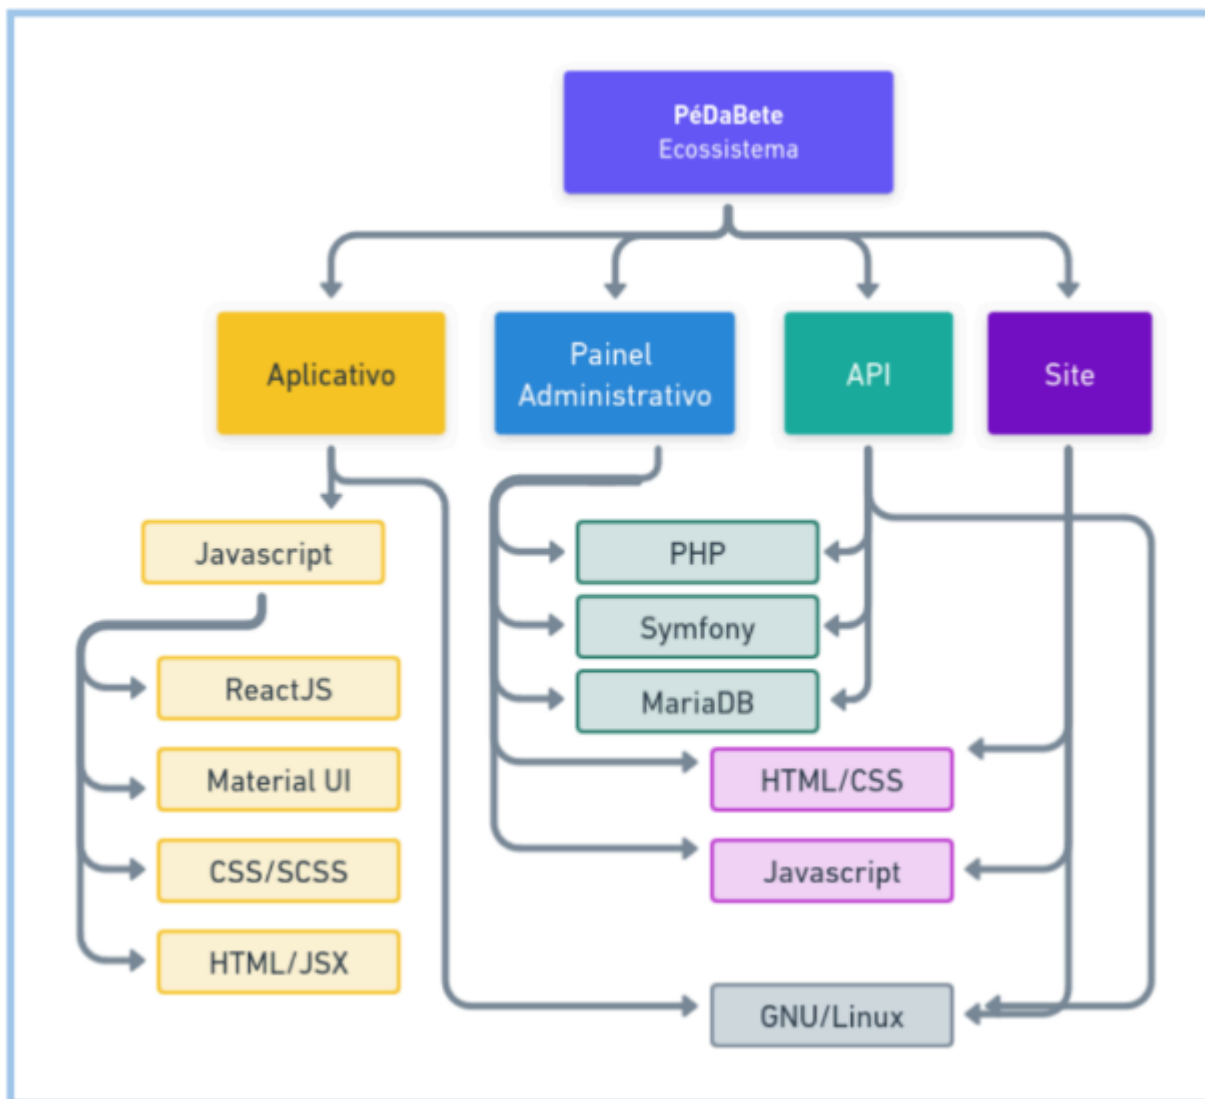 PéDaBete
Ecossistema
Aplicativo
Painel
Administrativo
API
Site
Javascript
ReactJS
Material UI
CSS/SCSS
HTML/JSX
PHP
Symfony
MariaDB
HTML/CSS
Javascript
GNU/Linux